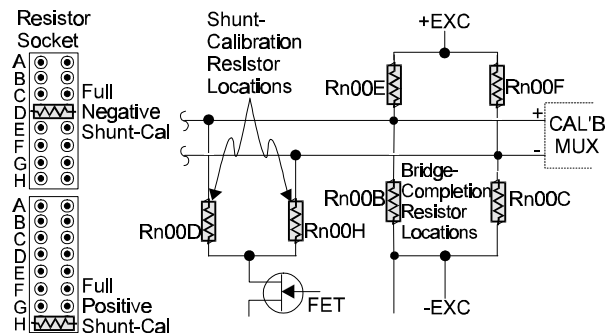 Resistor
Socket
A
B
C
D
E
F
G
H
Full
Negative
Shunt-Cal
A
B
C
D
E
F
G
H
Full
Positive
Shunt-Cal
Shunt-
Calibration
Resistor
Locations
+EXC
Rn00E
Rn00F
+
-
CAL'B
MUX
Rn00D
Rn00H
Rn00B
Bridge-
Completion
Resistor
Locations
Rn00C
FET
-EXC